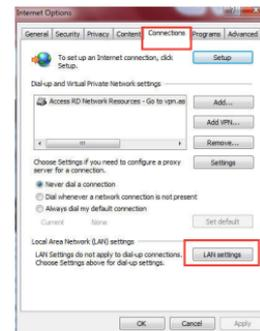 Internet Options
General Security Privacy Content Connections Programs Advanced
To set up an Internet connection, click
Setup.
Setup
Dial-up and Virtual Private Network settings
Access RD Network Resources - Go to vpn.as
Add...
Add VPN...
Remove...
Choose Settings if you need to configure a proxy
server for a connection.
Settings
Never dial a connection
Dial whenever a network connection is not present
Always dial my default connection
Current None
Set default
Local Area Network (LAN) settings
LAN Settings do not apply to dial-up connections.
Choose Settings above for dial-up settings.
LAN settings
OK Cancel Apply